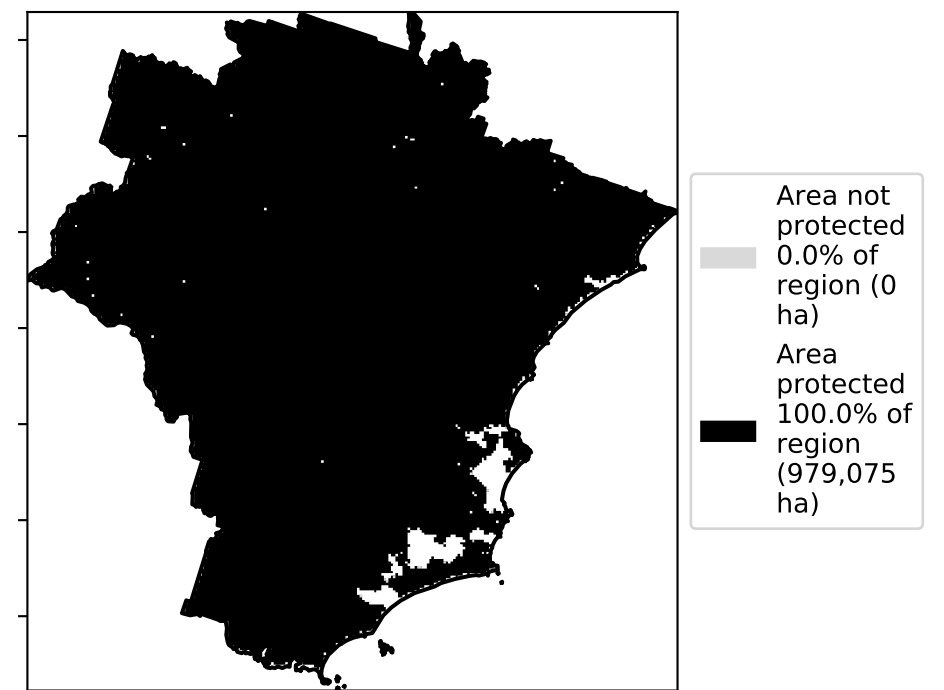 Area not
protected
0.0% of
region (0
ha)
Area
protected
100.0% of
region
(979,075
ha)